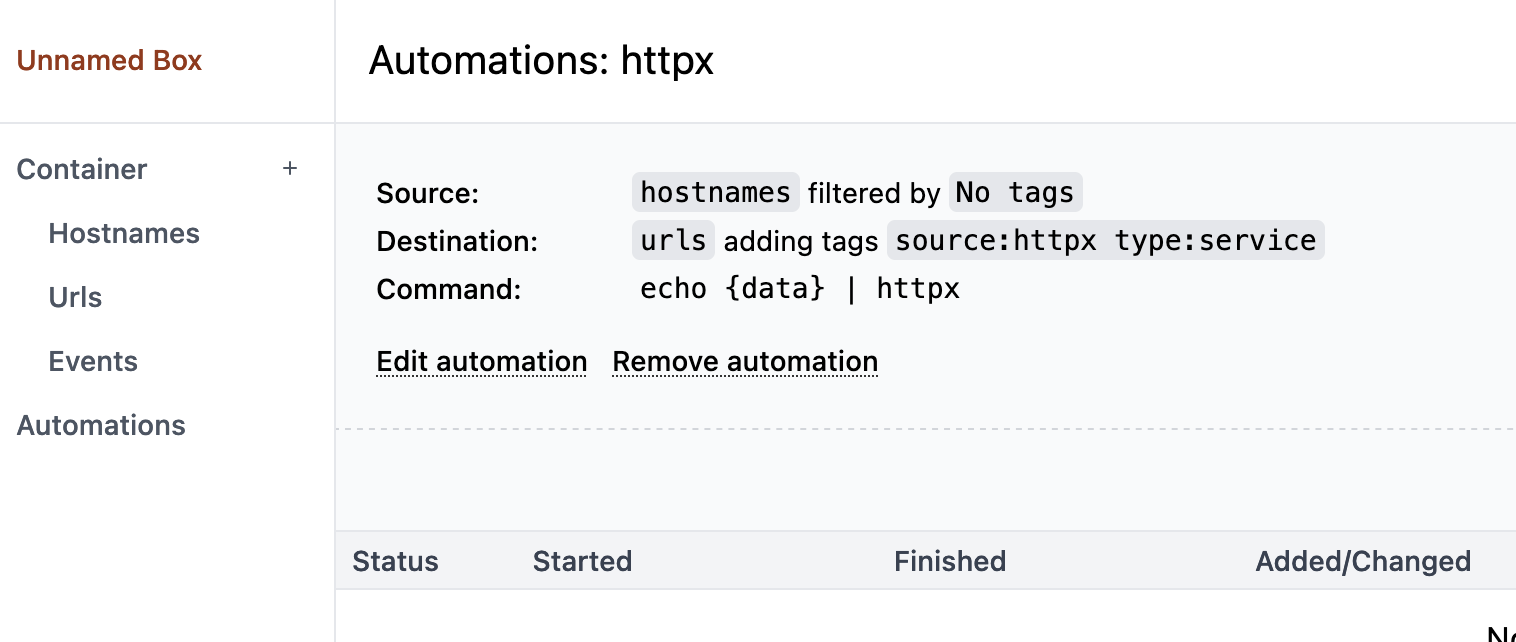 Unnamed Box
Automations: httpx
Container +
Hostnames
Urls
Events
Automations
Source: hostnames filtered by No tags
Destination: urls adding tags source:httpx type:service
Command: echo {data} | httpx
Edit automation Remove automation
Status Started Finished Added/Changed